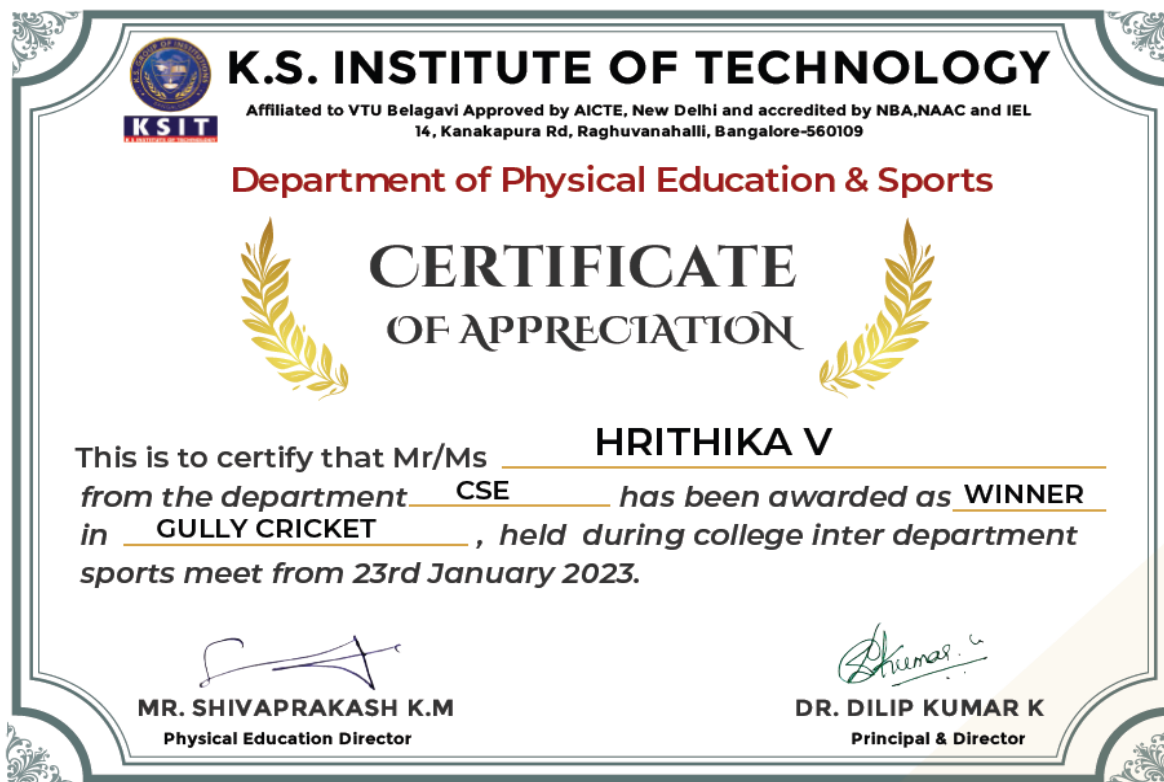 K.S. GROUP OF INSTITUTIONS
KSIT
K.S. INSTITUTE OF TECHNOLOGY
Affiliated to VTU Belagavi Approved by AICTE, New Delhi and accredited by NBA,NAAC and IEL
14, Kanakapura Rd, Raghuvanahalli, Bangalore-560109
Department of Physical Education & Sports
CERTIFICATE
OF APPRECIATION
This is to certify that Mr/Ms HRITHIKA V
from the department CSE has been awarded as WINNER
in GULLY CRICKET , held during college inter department
sports meet from 23rd January 2023.
MR. SHIVAPRAKASH K.M
Physical Education Director
DR. DILIP KUMAR K
Principal & Director